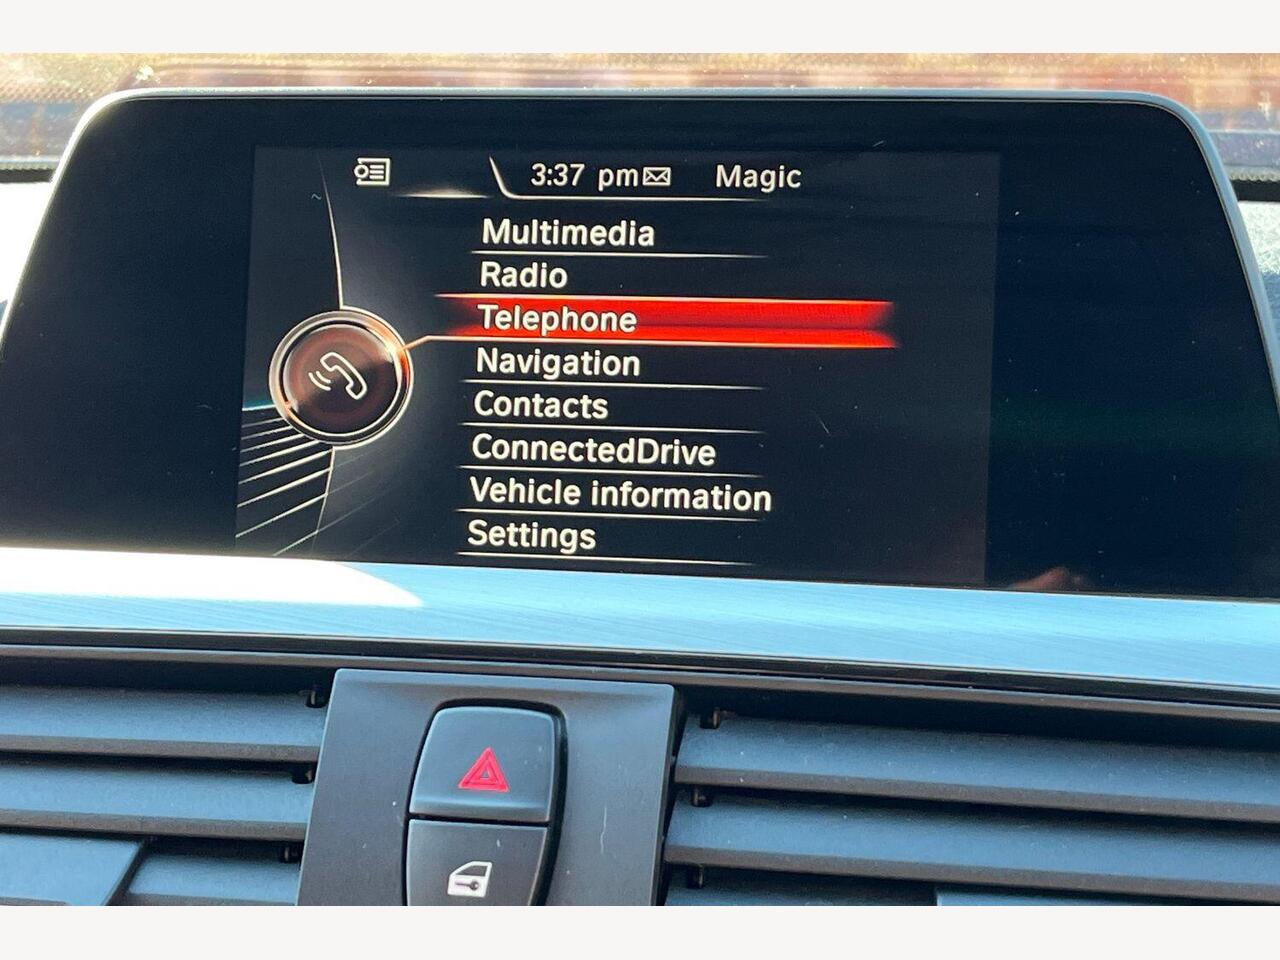 3:37 pm Magic
Multimedia
Radio
Telephone
Navigation
Contacts
ConnectedDrive
Vehicle information
Settings